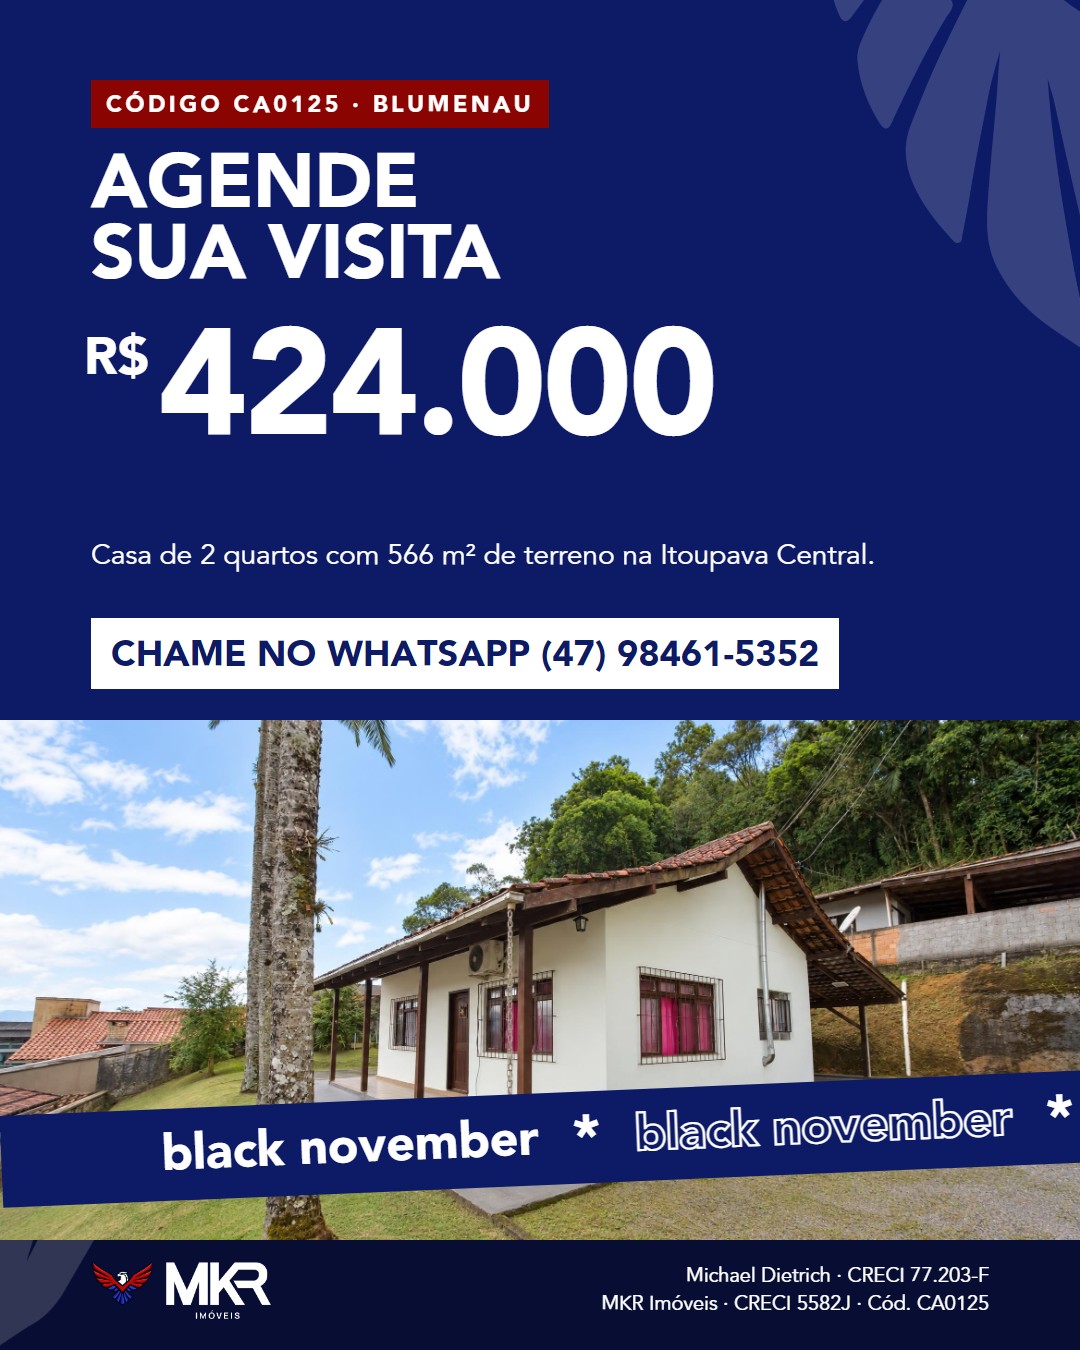 CÓDIGO CA0125 · BLUMENAU
AGENDE
SUA VISITA
R$ 424.000
Casa de 2 quartos com 566 m² de terreno na Itoupava Central.
CHAME NO WHATSAPP (47) 98461-5352
black november * black november *
MKR
IMÓVEIS
Michael Dietrich · CRECI 77.203-F
MKR Imóveis · CRECI 5582J · Cód. CA0125